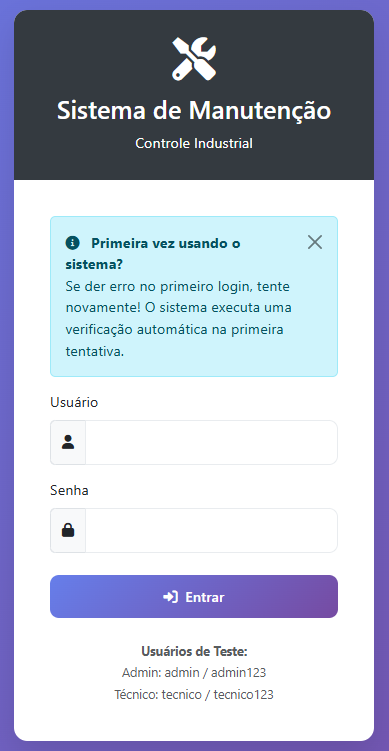 Sistema de Manutenção
Controle Industrial
Primeira vez usando o
sistema?
Se der erro no primeiro login, tente
novamente! O sistema executa uma
verificação automática na primeira
tentativa.
Usuário
Senha
Entrar
Usuários de Teste:
Admin: admin / admin123
Técnico: tecnico / tecnico123